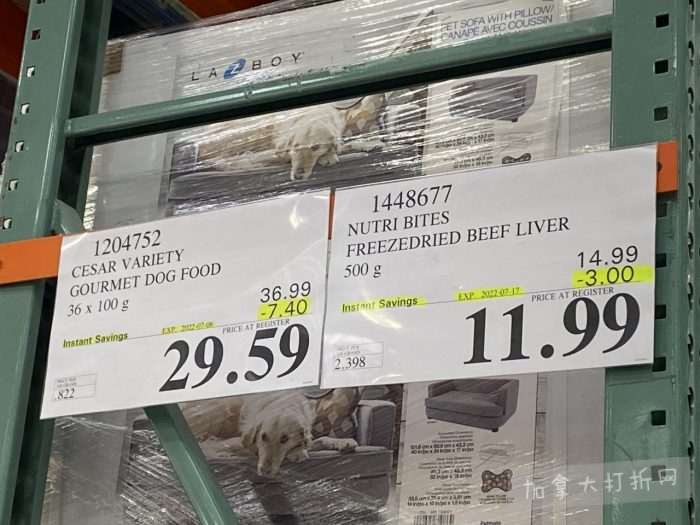 PET SOFA WITH PILLOW/
CANAPÉ AVEC COUSSIN
LAZBOY
1204752
CESAR VARIETY
GOURMET DOG FOOD
36 x 100 g
36.99
-7.40
Instant Savings
EXP. 2022-07-08
PRICE AT REGISTER
29.59
.822
1448677
NUTRI BITES
FREEZEDRIED BEEF LIVER
500 g
14.99
-3.00
Instant Savings
EXP. 2022-07-17
PRICE AT REGISTER
11.99
PRICE PER
2.398
加拿大打折网